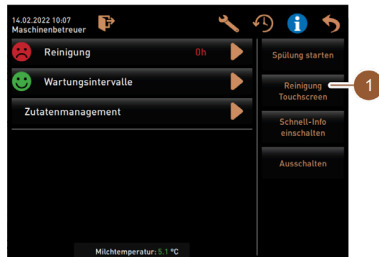 14.02.2022 10:07
Maschinenbetreuer
Reinigung 0h
Wartungsintervalle
Zutatenmanagement
Spülung starten
Reinigung
Touchscreen
Schnell-Info
einschalten
Ausschalten
1
Milchtemperatur: 5.1 °C